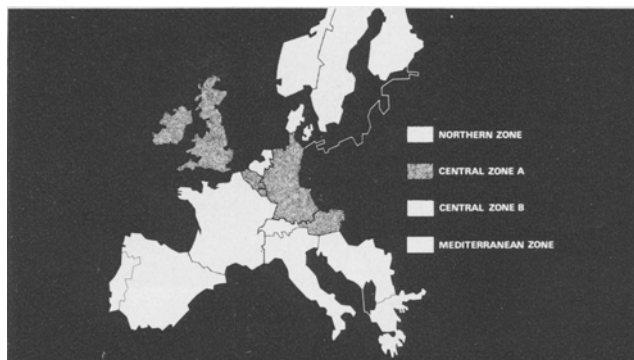 NORTHERN ZONE
CENTRAL ZONE A
CENTRAL ZONE B
MEDITERRANEAN ZONE